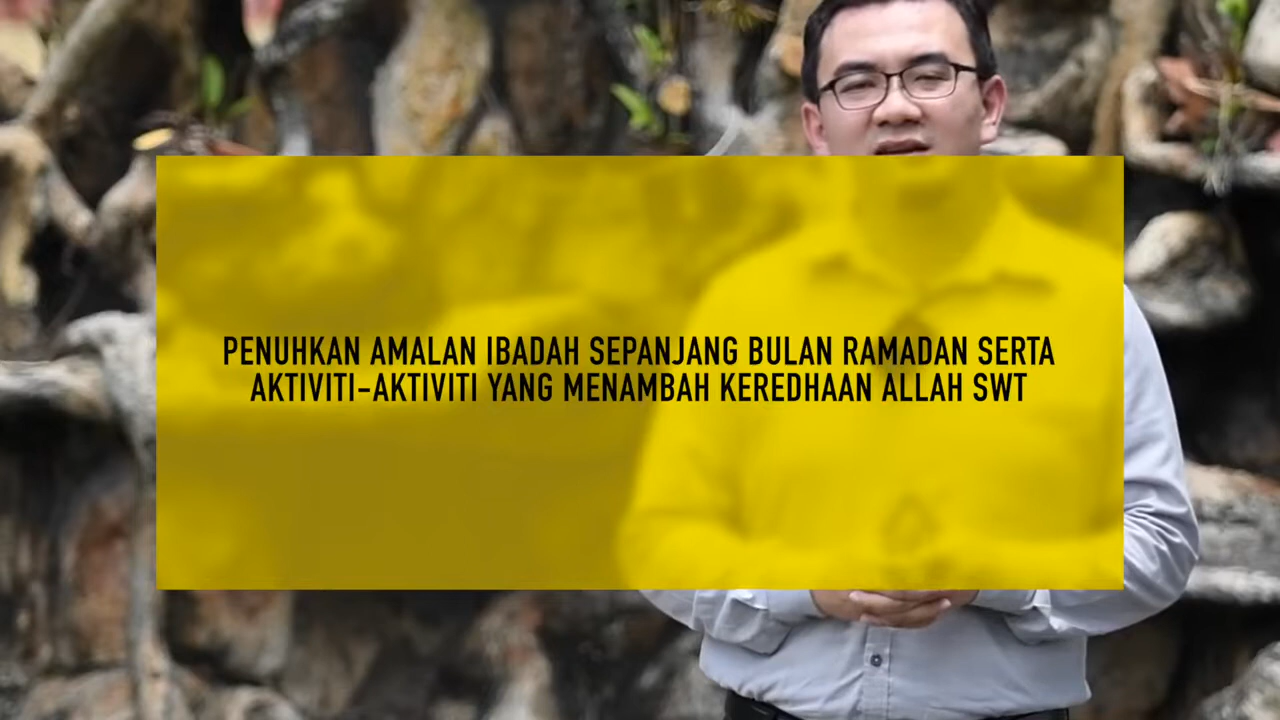 PENUHKAN AMALAN IBADAH SEPANJANG BULAN RAMADAN SERTA
AKTIVITI-AKTIVITI YANG MENAMBAH KEREDHAAN ALLAH SWT